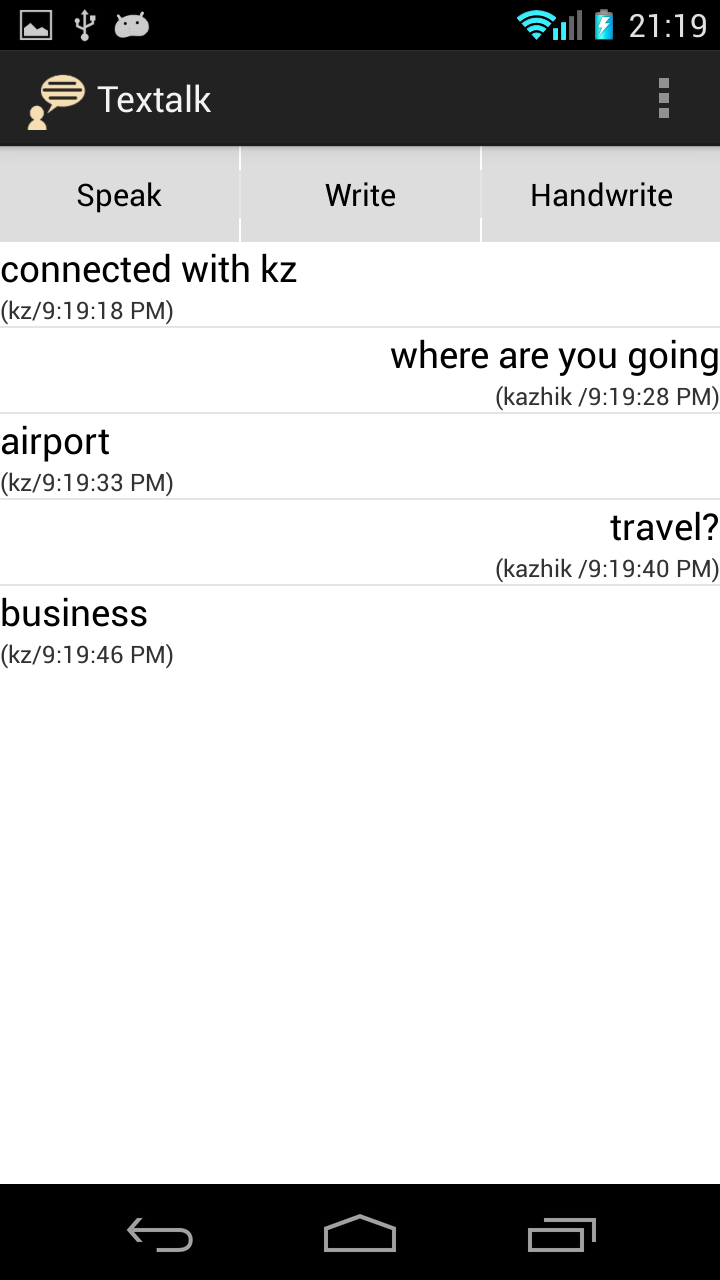 21:19
Textalk
Speak Write Handwrite
connected with kz
(kz/9:19:18 PM)
where are you going
(kazhik /9:19:28 PM)
airport
(kz/9:19:33 PM)
travel?
(kazhik /9:19:40 PM)
business
(kz/9:19:46 PM)